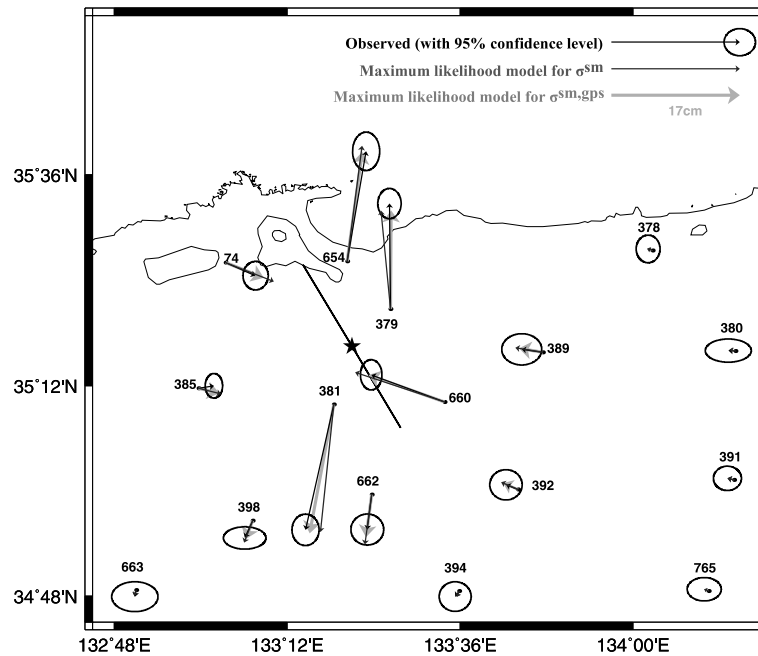 Observed (with 95% confidence level)
Maximum likelihood model for σsm
Maximum likelihood model for σsm,gps
17cm
35°36'N
378
74
654
379
380
389
35°12'N
385
381
660
391
662
392
398
663
394
765
34°48'N
132°48'E
133°12'E
133°36'E
134°00'E